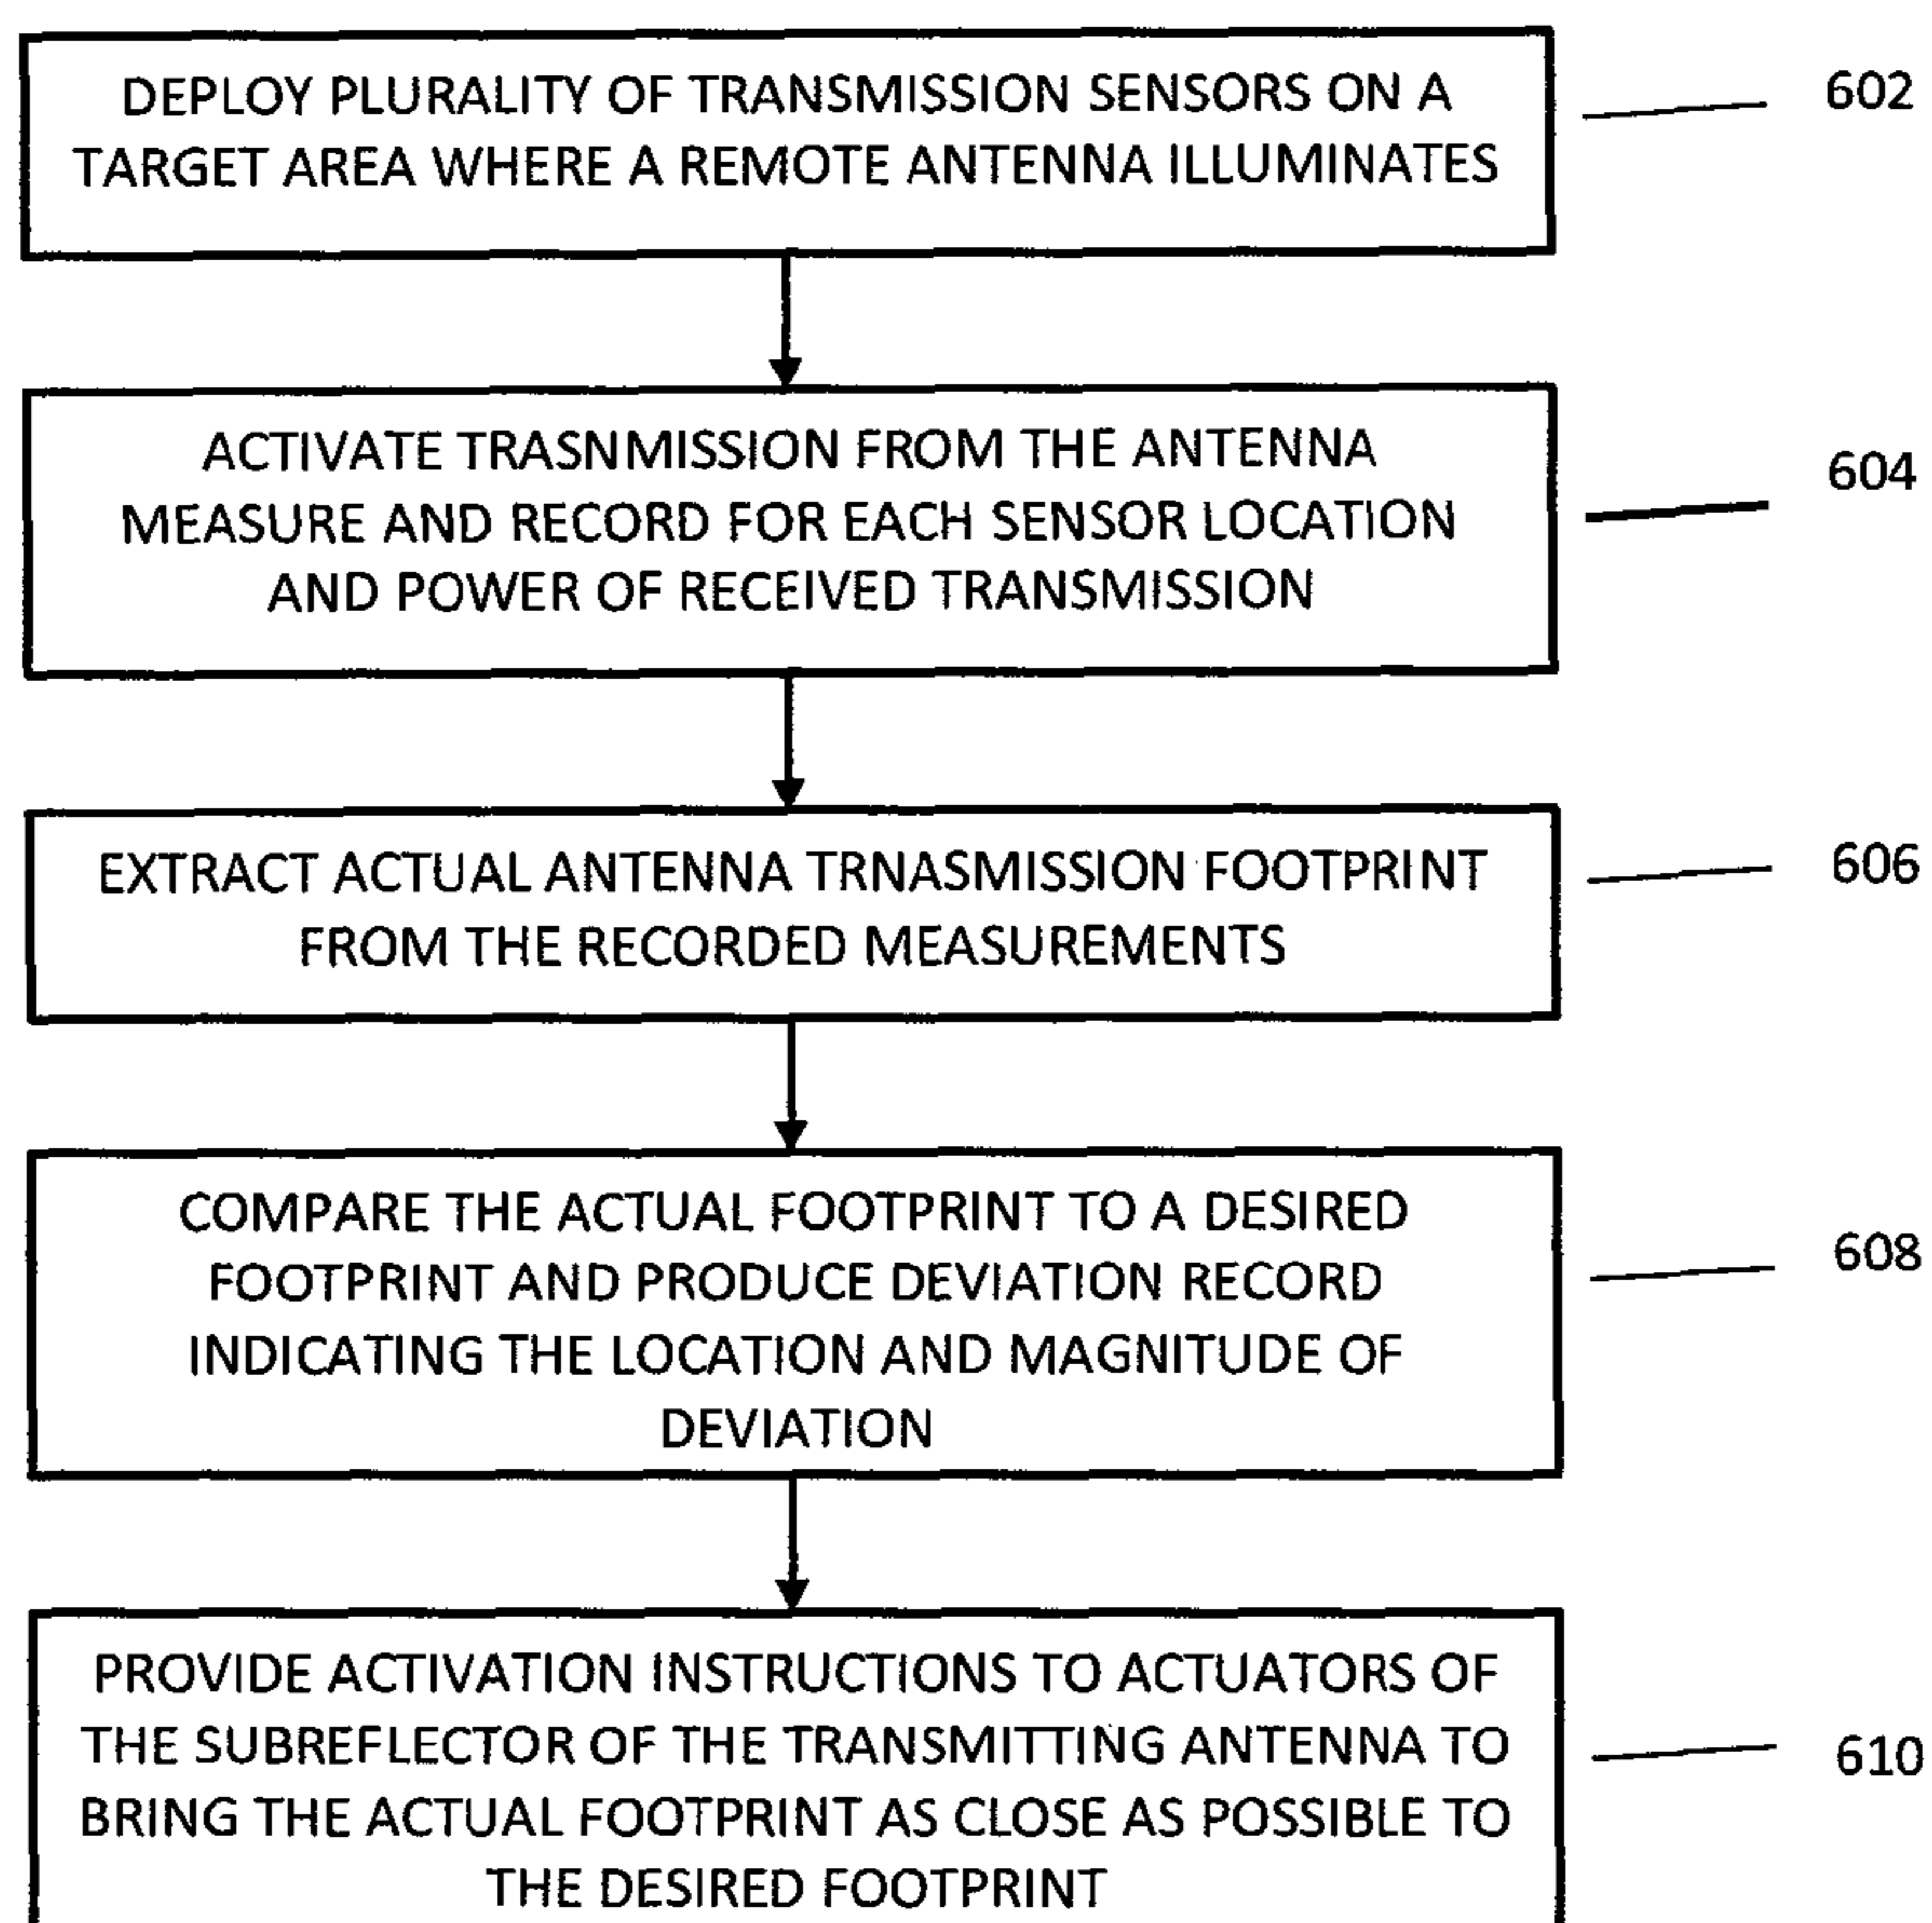 DEPLOY PLURALITY OF TRANSMISSION SENSORS ON A
TARGET AREA WHERE A REMOTE ANTENNA ILLUMINATES
602
ACTIVATE TRASNMISSION FROM THE ANTENNA
MEASURE AND RECORD FOR EACH SENSOR LOCATION
AND POWER OF RECEIVED TRANSMISSION
604
EXTRACT ACTUAL ANTENNA TRNASMISSION FOOTPRINT
FROM THE RECORDED MEASUREMENTS
606
COMPARE THE ACTUAL FOOTPRINT TO A DESIRED
FOOTPRINT AND PRODUCE DEVIATION RECORD
INDICATING THE LOCATION AND MAGNITUDE OF
DEVIATION
608
PROVIDE ACTIVATION INSTRUCTIONS TO ACTUATORS OF
THE SUBREFLECTOR OF THE TRANSMITTING ANTENNA TO
BRING THE ACTUAL FOOTPRINT AS CLOSE AS POSSIBLE TO
THE DESIRED FOOTPRINT
610